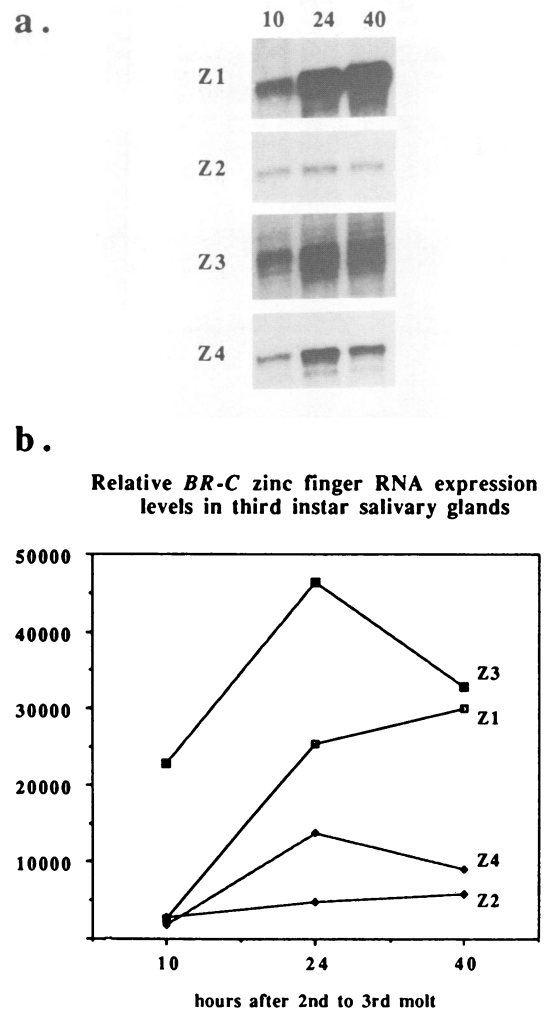 a.
10 24 40
Z1
Z2
Z3
Z4
b.
Relative BR-C zinc finger RNA expression
levels in third instar salivary glands
50000
40000
30000
20000
10000
Z3
Z1
Z4
Z2
10 24 40
hours after 2nd to 3rd molt